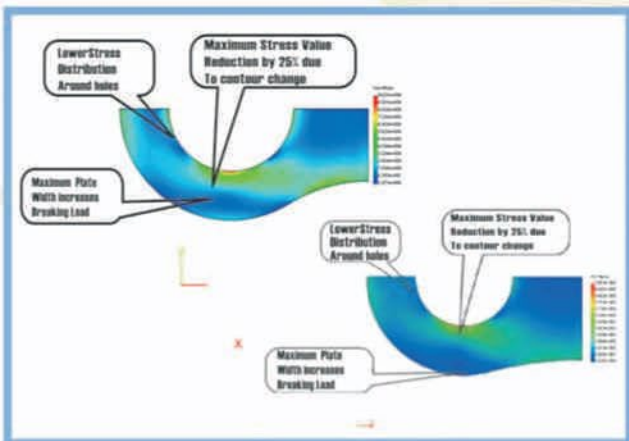 LowerStress
Distribution
Around holes
Maximum Stress Value
Reduction by 25% due
To contour change
Maximum Plate
Width increases
Breaking Load
LowerStress
Distribution
Around holes
Maximum Stress Value
Reduction by 25% due
To contour change
Maximum Plate
Width increases
Breaking Load
X